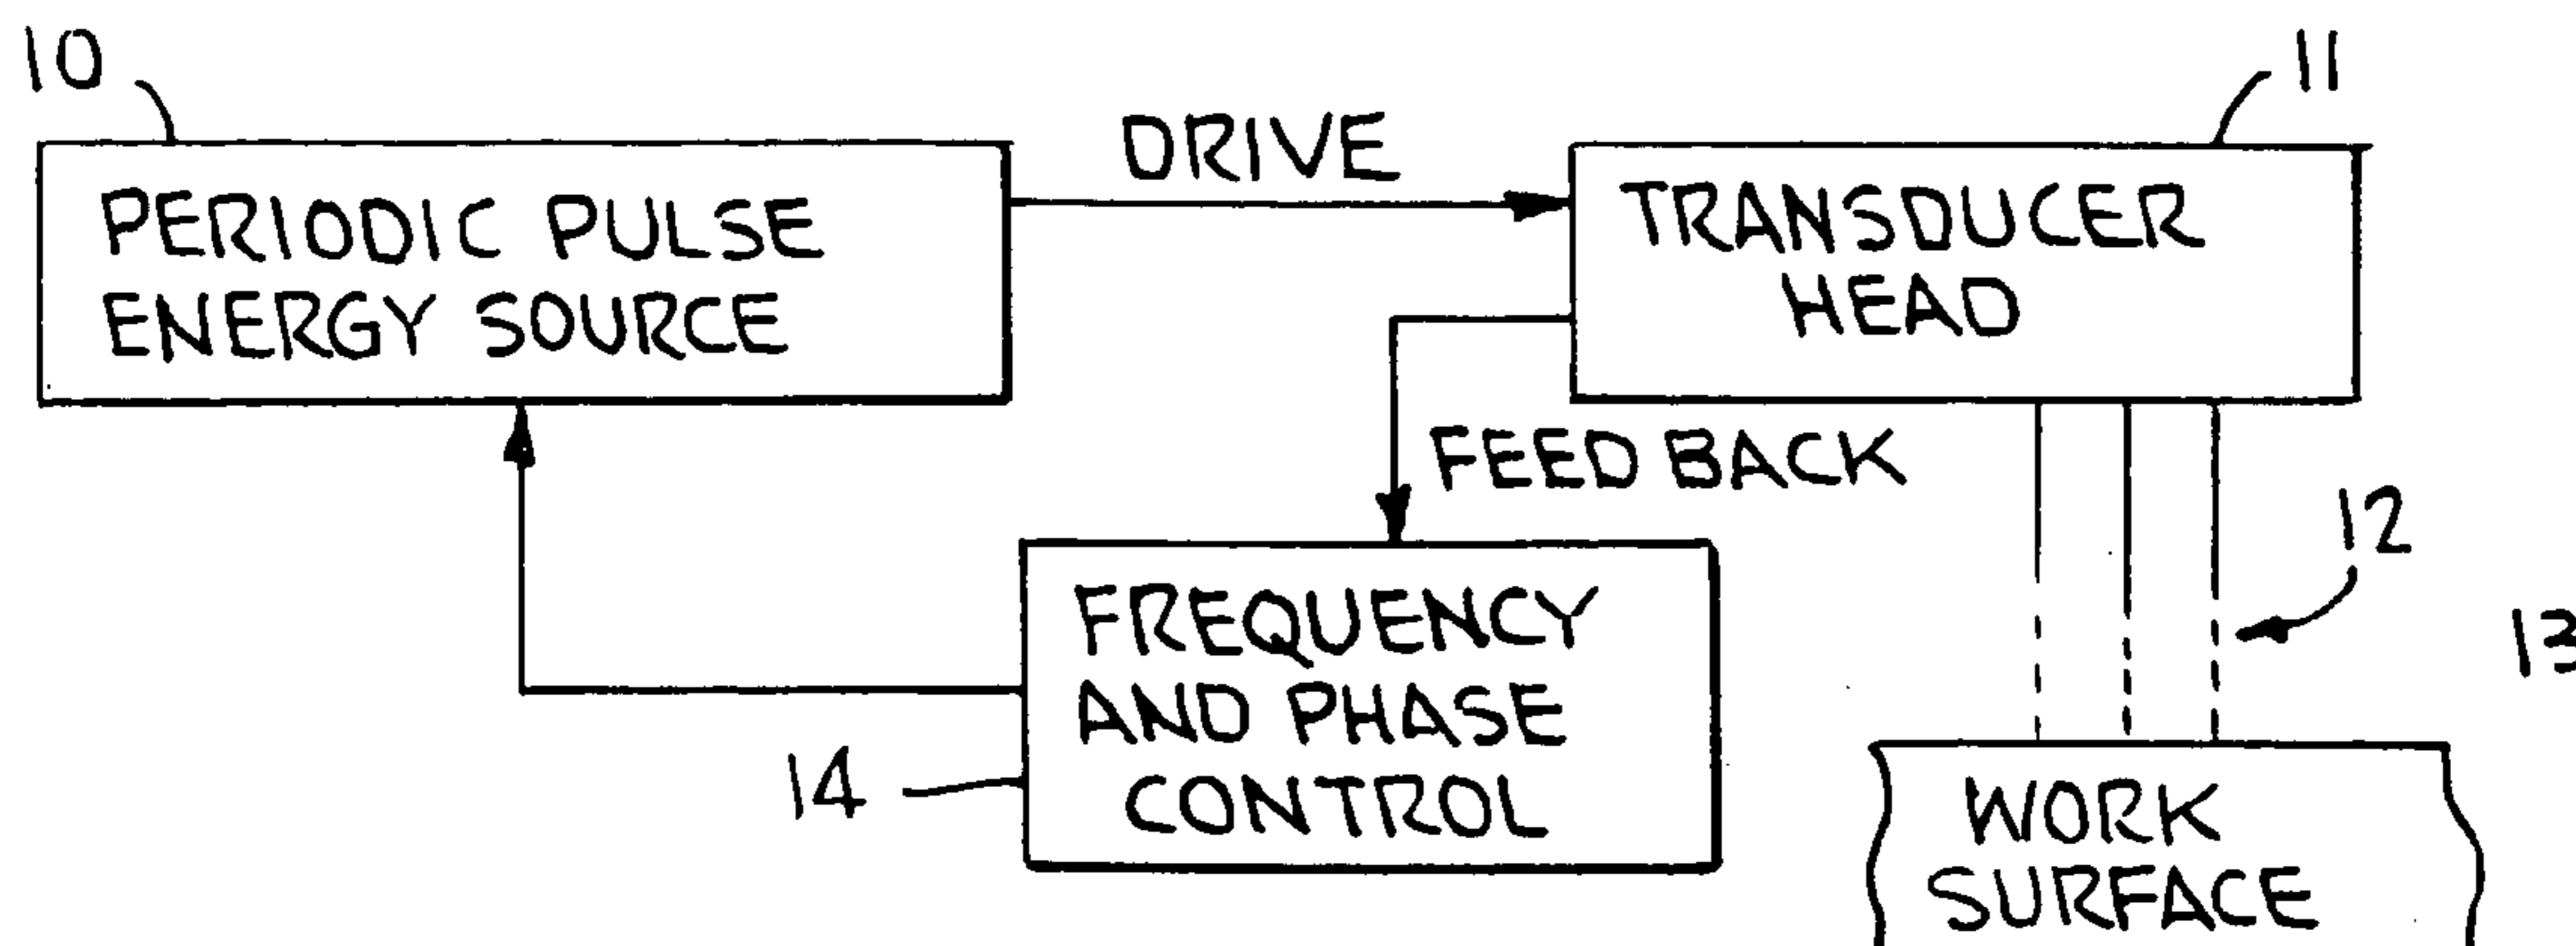 10
11
DRIVE
PERIODIC PULSE
ENERGY SOURCE
TRANSDUCER
HEAD
FEED BACK
12
FREQUENCY
AND PHASE
CONTROL
13
14
WORK
SURFACE